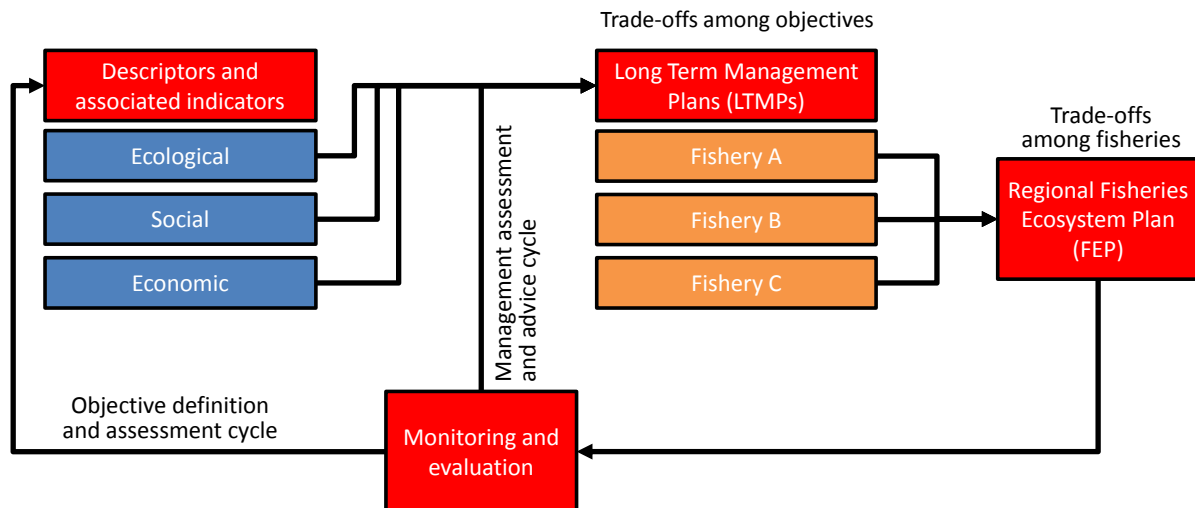 Trade-offs among objectives
Descriptors and
associated indicators
Ecological
Social
Economic
Long Term Management
Plans (LTMPs)
Fishery A
Fishery B
Fishery C
Trade-offs
among fisheries
Regional Fisheries
Ecosystem Plan
(FEP)
Management assessment
and advice cycle
Objective definition
and assessment cycle
Monitoring and
evaluation